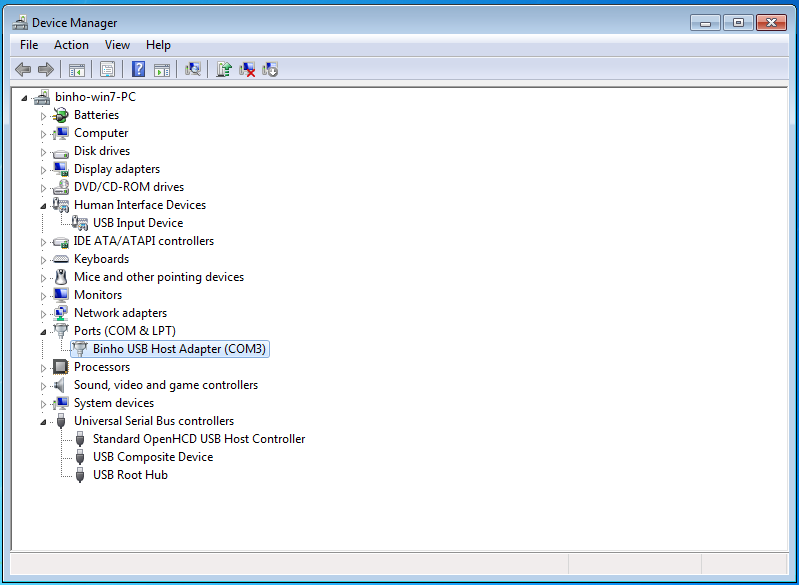 Device Manager
File Action View Help
binho-win7-PC
Batteries
Computer
Disk drives
Display adapters
DVD/CD-ROM drives
Human Interface Devices
USB Input Device
IDE ATA/ATAPI controllers
Keyboards
Mice and other pointing devices
Monitors
Network adapters
Ports (COM & LPT)
Binho USB Host Adapter (COM3)
Processors
Sound, video and game controllers
System devices
Universal Serial Bus controllers
Standard OpenHCD USB Host Controller
USB Composite Device
USB Root Hub